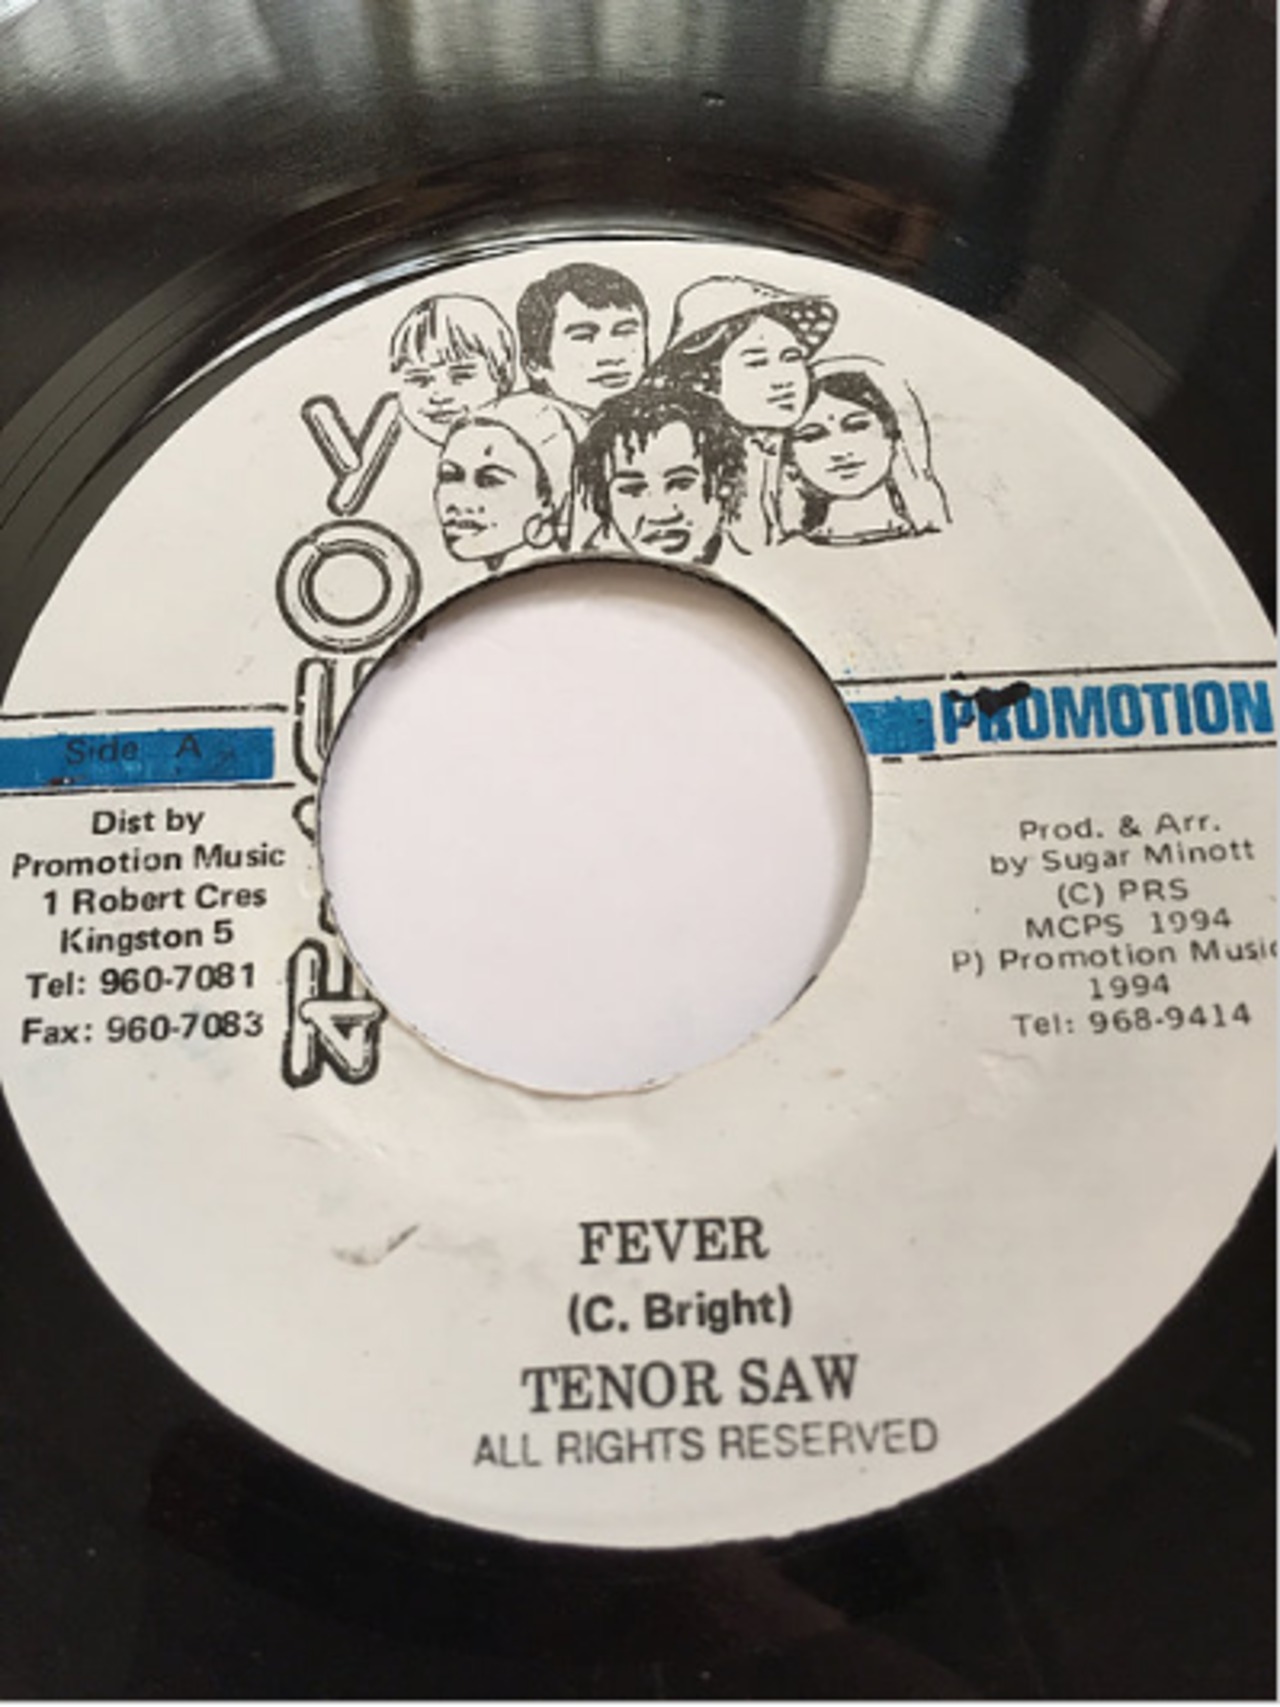 YOUTH
PROMOTION
Side A
Dist by
Promotion Music
1 Robert Cres
Kingston 5
Tel: 960-7081
Fax: 960-7083
Prod. & Arr.
by Sugar Minott
(C) PRS
MCPS 1994
P) Promotion Music
1994
Tel: 968-9414
FEVER
(C. Bright)
TENOR SAW
ALL RIGHTS RESERVED